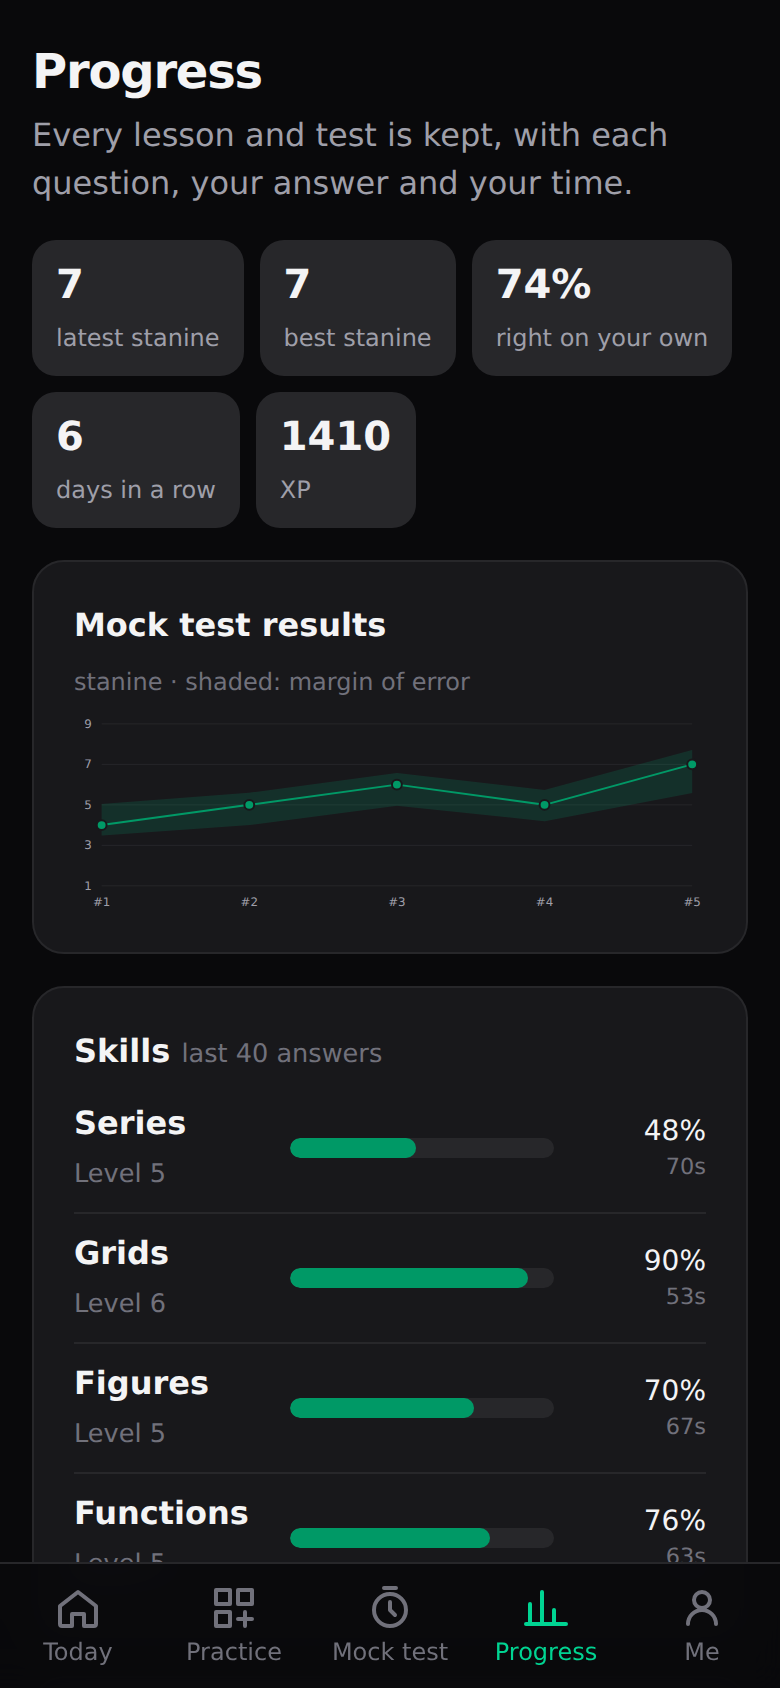 Progress
Every lesson and test is kept, with each
question, your answer and your time.
7
latest stanine
7
best stanine
74%
right on your own
6
days in a row
1410
XP
Mock test results
stanine · shaded: margin of error
9
7
5
3
1
#1 #2 #3 #4 #5
Skills last 40 answers
Series
Level 5
48%
70s
Grids
Level 6
90%
53s
Figures
Level 5
70%
67s
Functions
Level 5
76%
63s
Today Practice Mock test Progress Me